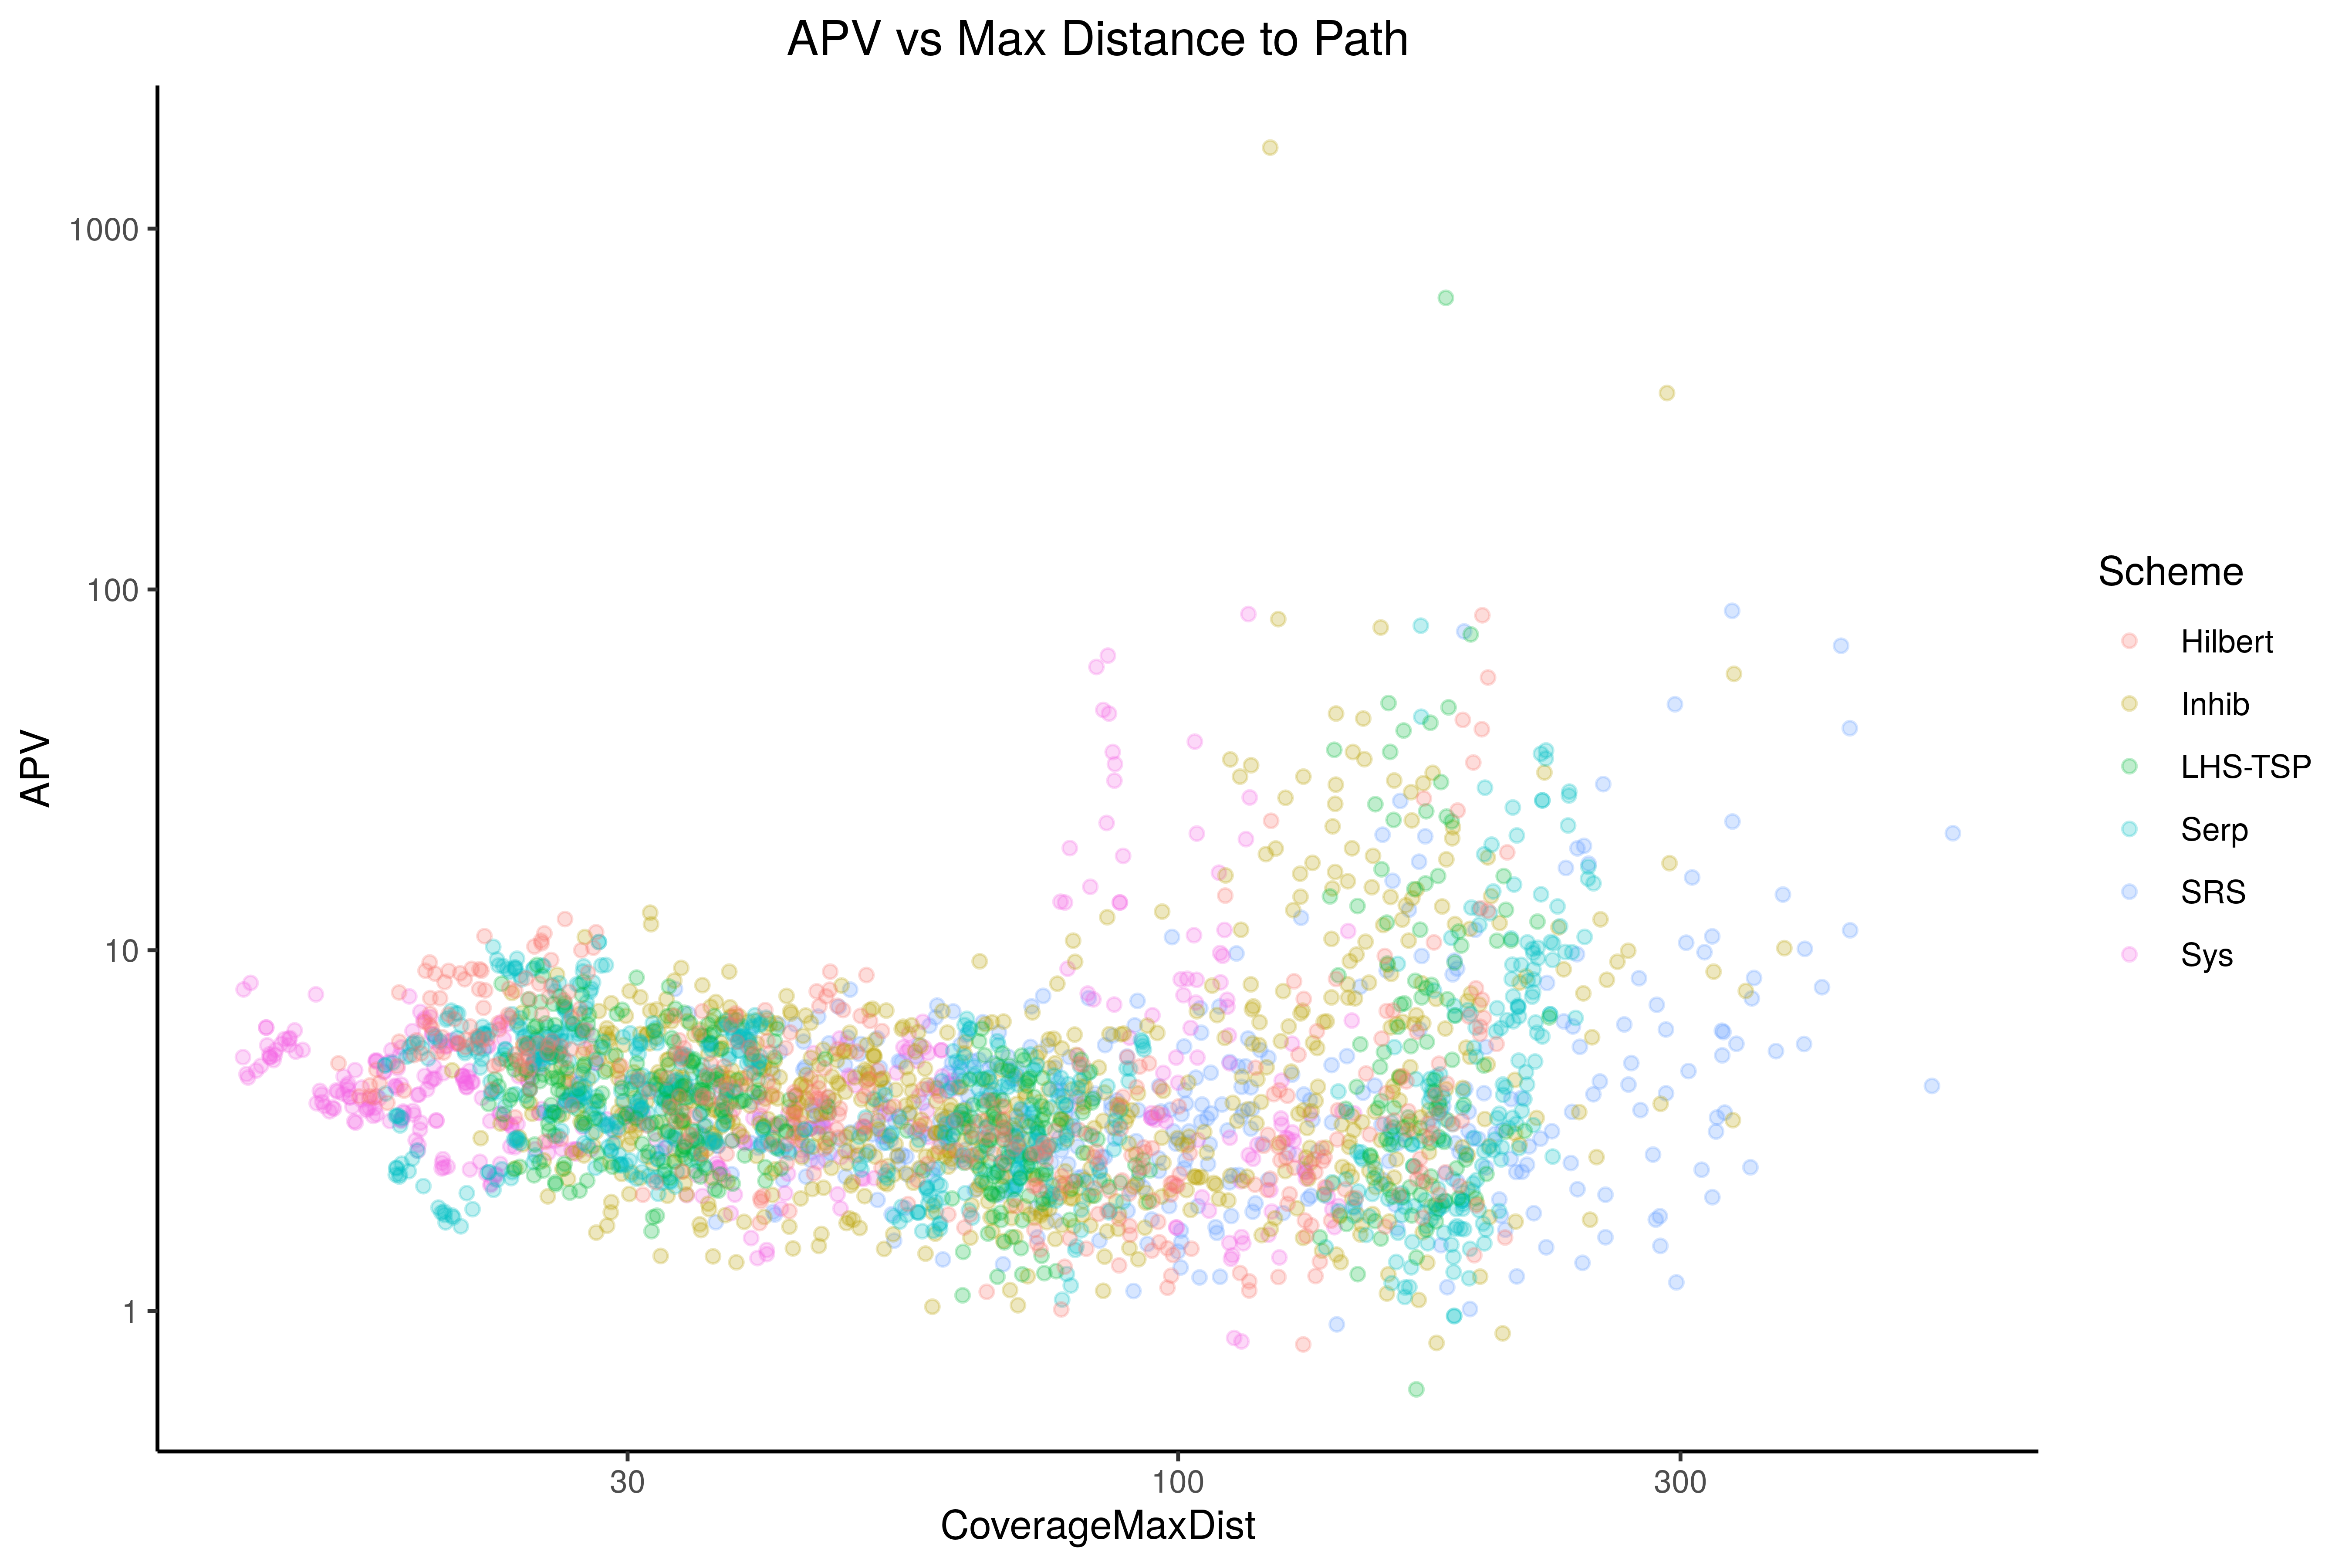 APV vs Max Distance to Path
APV
1000
100
10
1
30
100
300
CoverageMaxDist
Scheme
Hilbert
Inhib
LHS-TSP
Serp
SRS
Sys